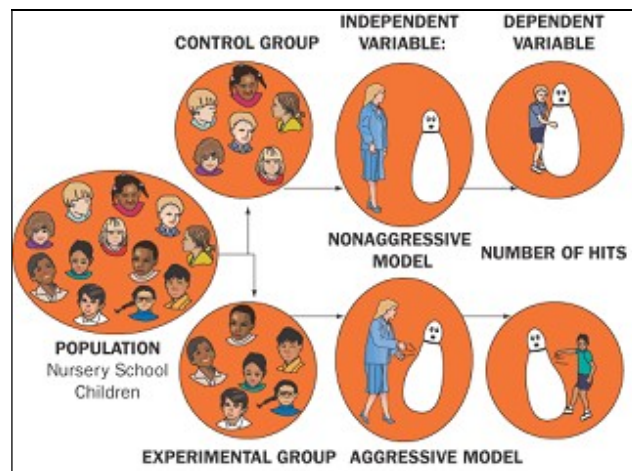 CONTROL GROUP
INDEPENDENT
VARIABLE:
DEPENDENT
VARIABLE
NONAGGRESSIVE
MODEL
NUMBER OF HITS
POPULATION
Nursery School
Children
EXPERIMENTAL GROUP
AGGRESSIVE MODEL